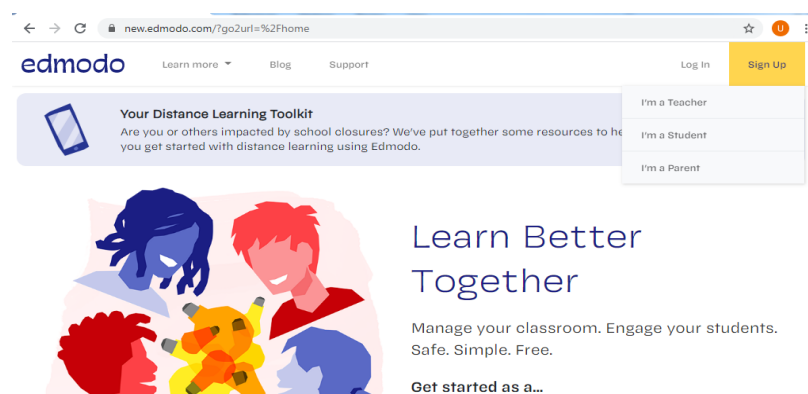 new.edmodo.com/?go2url=%2Fhome
U
edmodo
Learn more
Blog
Support
Log In
Sign Up
I'm a Teacher
I'm a Student
I'm a Parent
Your Distance Learning Toolkit
Are you or others impacted by school closures? We've put together some resources to
you get started with distance learning using Edmodo.
Learn Better
Together
Manage your classroom. Engage your students.
Safe. Simple. Free.
Get started as a...